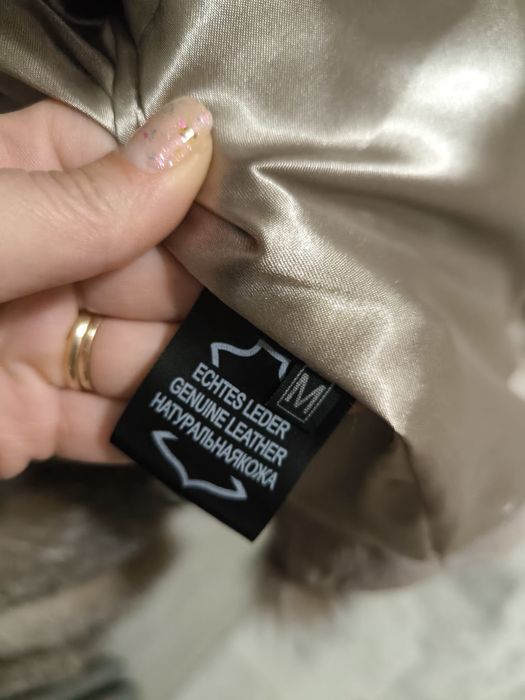 ECHTES LEDER
GENUINE LEATHER
НАТУРАЛЬНАЯКОЖА
M